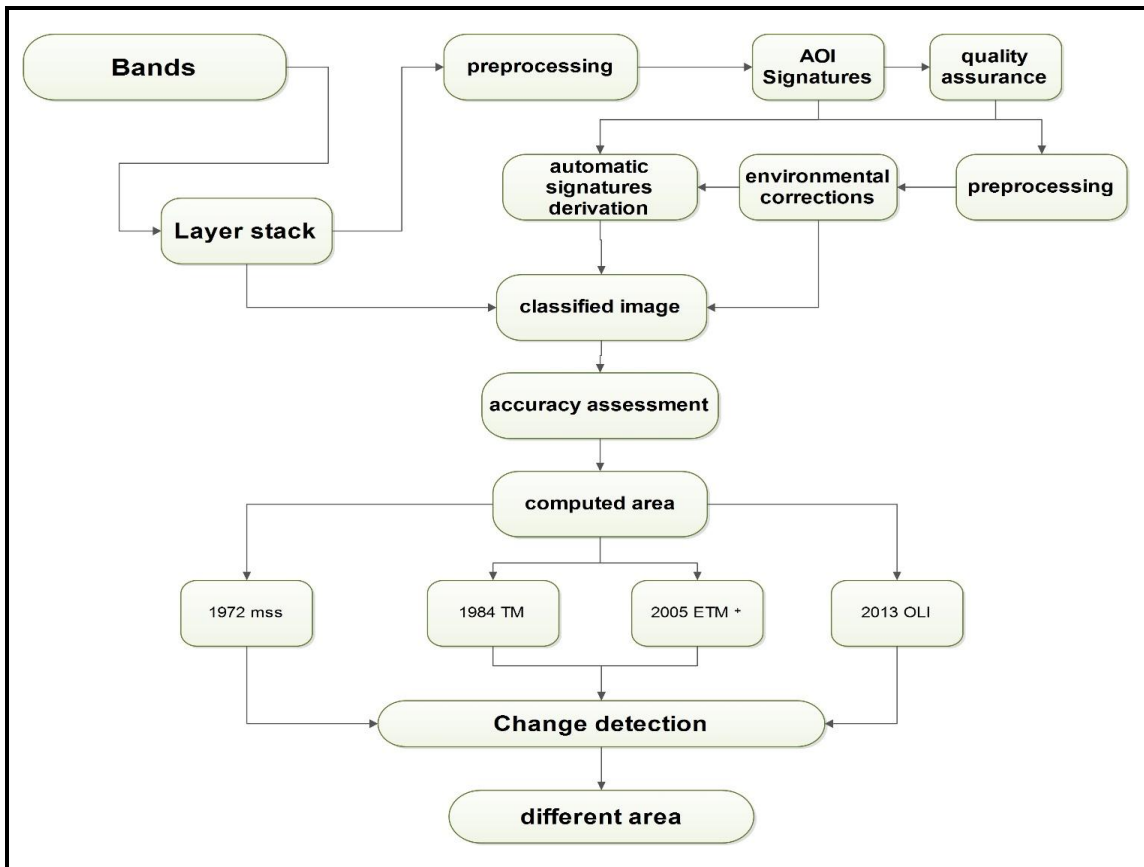 Bands
preprocessing
AOI
Signatures
quality
assurance
automatic
signatures
derivation
environmental
corrections
preprocessing
Layer stack
classified image
accuracy assessment
computed area
1972 mss
1984 TM
2005 ETM +
2013 OLI
Change detection
different area